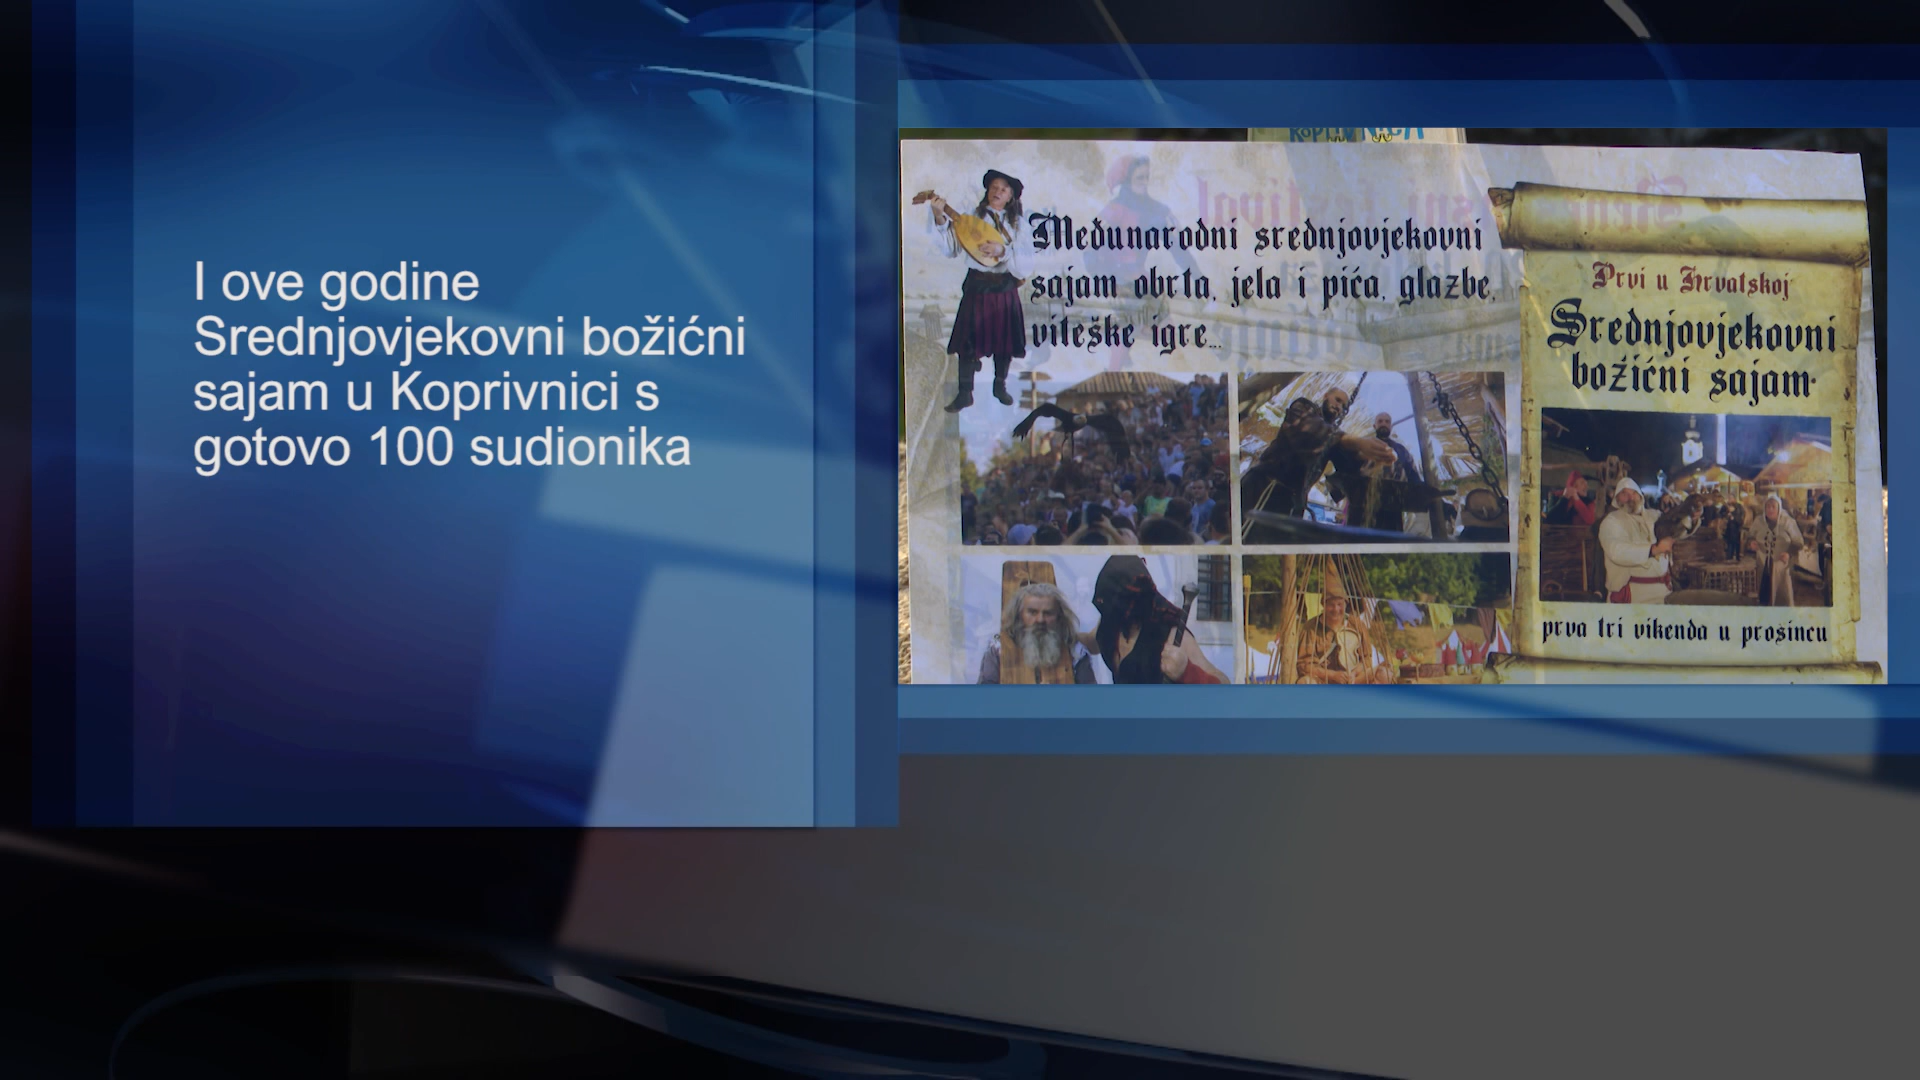 I ove godine
Srednjovjekovni božićni
sajam u Koprivnici s
gotovo 100 sudionika
KOPRIVNICA
Međunarodni srednjovjekovni
sajam obrta, jela i pića, glazbe,
viteške igre...
Prvi u Hrvatskoj
Srednjovjekovni
božićni sajam
prva tri vikenda u prosincu